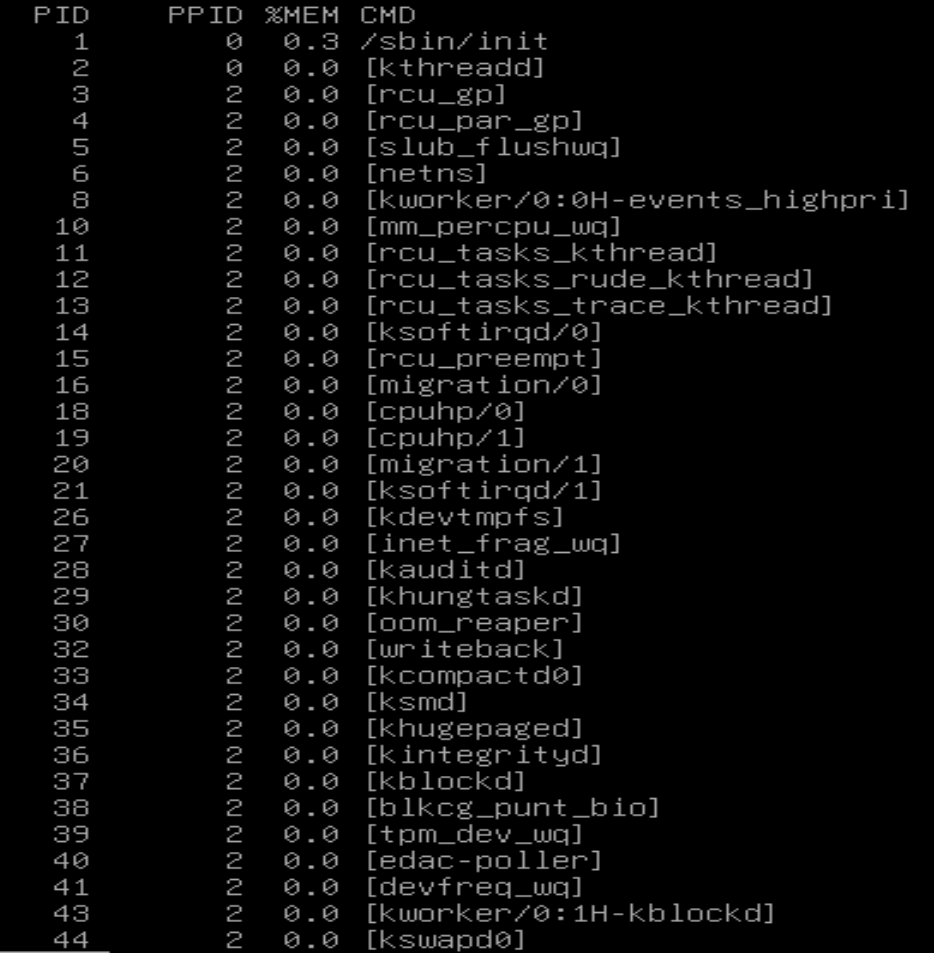 PID PPID %MEM CMD
1 0 0.3 /sbin/init
2 0 0.0 [kthreadd]
3 2 0.0 [rcu_gp]
4 2 0.0 [rcu_par_gp]
5 2 0.0 [slub_flushwq]
6 2 0.0 [netns]
8 2 0.0 [kworker/0:0H-events_highpri]
10 2 0.0 [mm_percpu_wq]
11 2 0.0 [rcu_tasks_kthread]
12 2 0.0 [rcu_tasks_rude_kthread]
13 2 0.0 [rcu_tasks_trace_kthread]
14 2 0.0 [ksoftirqd/0]
15 2 0.0 [rcu_preempt]
16 2 0.0 [migration/0]
18 2 0.0 [cpuhp/0]
19 2 0.0 [cpuhp/1]
20 2 0.0 [migration/1]
21 2 0.0 [ksoftirqd/1]
26 2 0.0 [kdevtmpfs]
27 2 0.0 [inet_frag_wq]
28 2 0.0 [kauditd]
29 2 0.0 [khungtaskd]
30 2 0.0 [oom_reaper]
32 2 0.0 [writeback]
33 2 0.0 [kcompactd0]
34 2 0.0 [ksmd]
35 2 0.0 [khugepaged]
36 2 0.0 [kintegrityd]
37 2 0.0 [kblockd]
38 2 0.0 [blkcg_punt_bio]
39 2 0.0 [tpm_dev_wq]
40 2 0.0 [edac-poller]
41 2 0.0 [devfreq_wq]
43 2 0.0 [kworker/0:1H-kblockd]
44 2 0.0 [kswapd0]